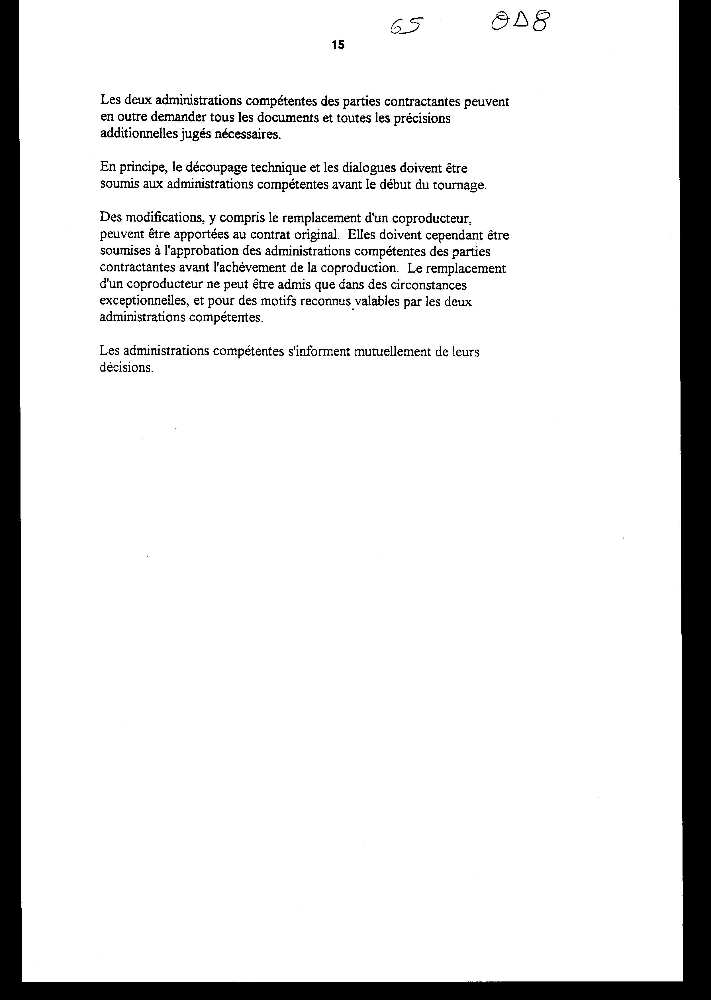 65
15
Les deux administrations compétentes des parties contractantes peuvent
en outre demander tous les documents et toutes les précisions
additionnelles jugés nécessaires.
En principe, le découpage technique et les dialogues doivent être
soumis aux administrations compétentes avant le début du tournage.
Des modifications, y compris le remplacement d'un coproducteur,
peuvent être apportées au contrat original. Elles doivent cependant être
soumises à l'approbation des administrations compétentes des parties
contractantes avant l'achèvement de la coproduction. Le remplacement
d'un coproducteur ne peut être admis que dans des circonstances
exceptionnelles, et pour des motifs reconnus valables par les deux
administrations compétentes.
Les administrations compétentes s'informent mutuellement de leurs
décisions.